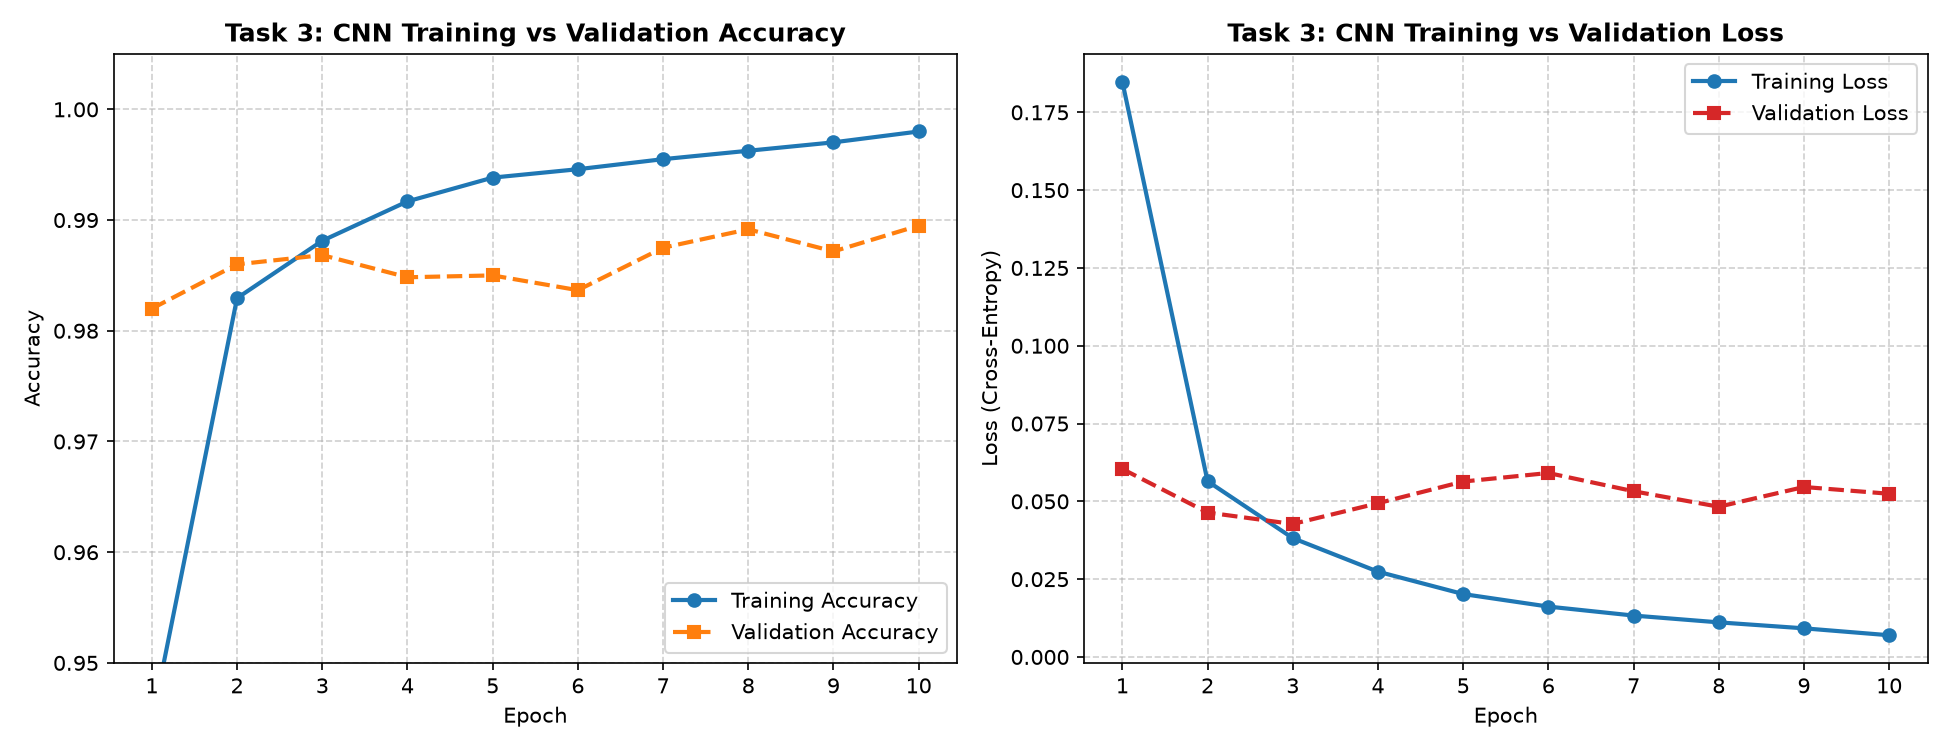 Task 3: CNN Training vs Validation Accuracy
1.00
0.99
0.98
0.97
0.96
0.95
Accuracy
1 2 3 4 5 6 7 8 9 10
Epoch
Training Accuracy
Validation Accuracy
Task 3: CNN Training vs Validation Loss
0.175
0.150
0.125
0.100
0.075
0.050
0.025
0.000
Loss (Cross-Entropy)
1 2 3 4 5 6 7 8 9 10
Epoch
Training Loss
Validation Loss